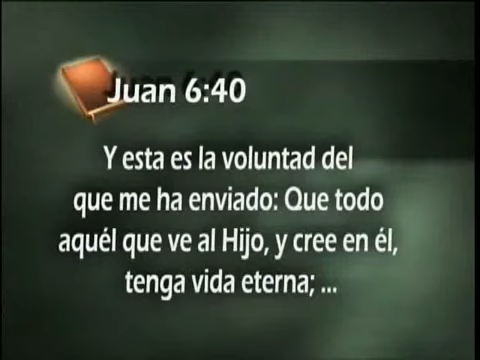 Juan 6:40
Y esta es la voluntad del
que me ha enviado: Que todo
aquél que ve al Hijo, y cree en él,
tenga vida eterna; ...